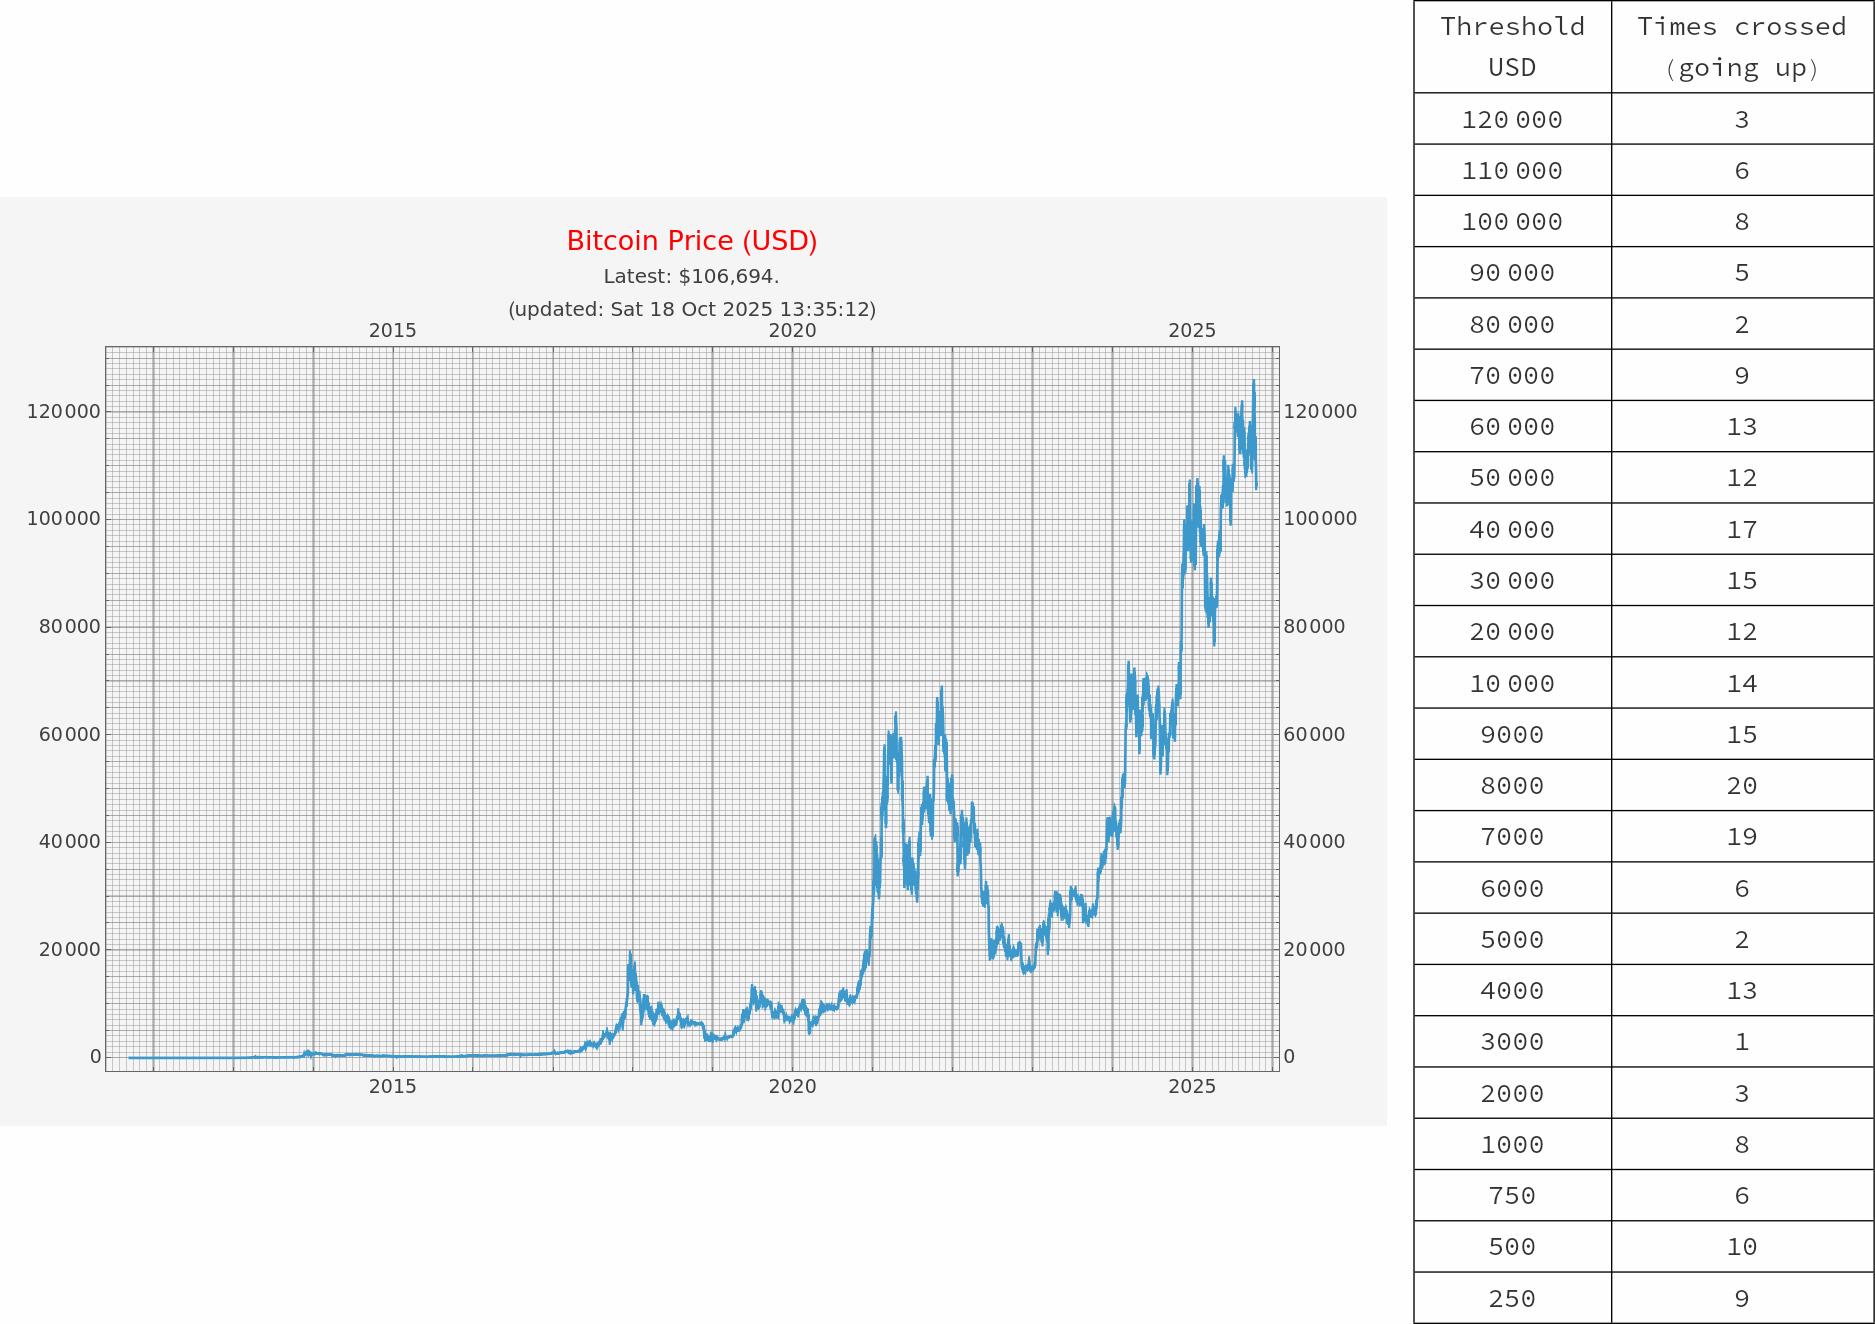 Bitcoin Price (USD)
Latest: $106,694.
(updated: Sat 18 Oct 2025 13:35:12)
2015 2020 2025
120000 120000
100000 100000
80000 80000
60000 60000
40000 40000
20000 20000
0 0
2015 2020 2025
Threshold Times crossed
USD (going up)
120 000 3
110 000 6
100 000 8
90 000 5
80 000 2
70 000 9
60 000 13
50 000 12
40 000 17
30 000 15
20 000 12
10 000 14
9000 15
8000 20
7000 19
6000 6
5000 2
4000 13
3000 1
2000 3
1000 8
750 6
500 10
250 9